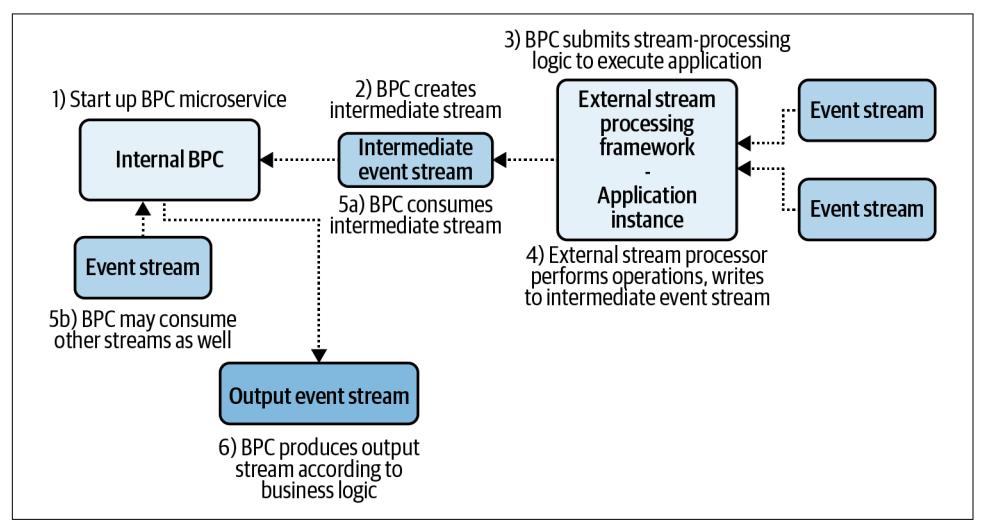 1) Start up BPC microservice
Internal BPC
2) BPC creates
intermediate stream
Intermediate
event stream
5a) BPC consumes
intermediate stream
3) BPC submits stream-processing
logic to execute application
External stream
processing
framework
-
Application
instance
4) External stream processor
performs operations, writes
to intermediate event stream
Event stream
Event stream
Event stream
5b) BPC may consume
other streams as well
Output event stream
6) BPC produces output
stream according to
business logic